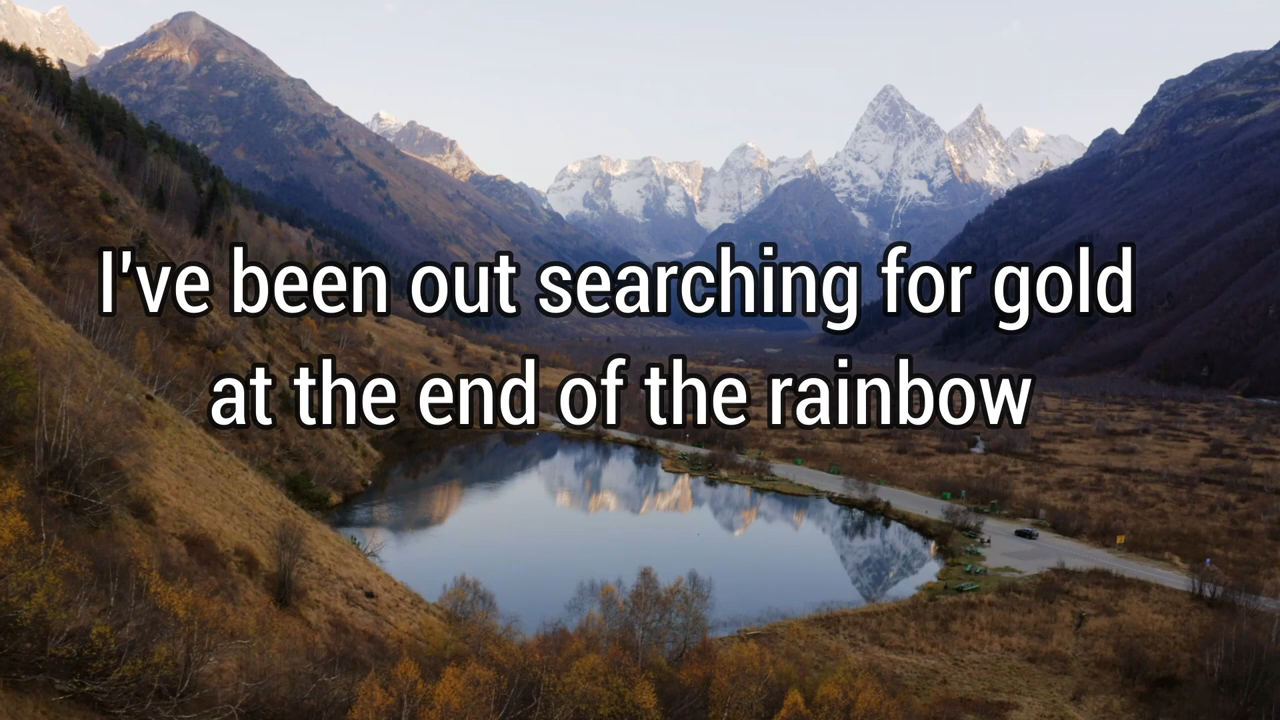 I've been out searching for gold
at the end of the rainbow